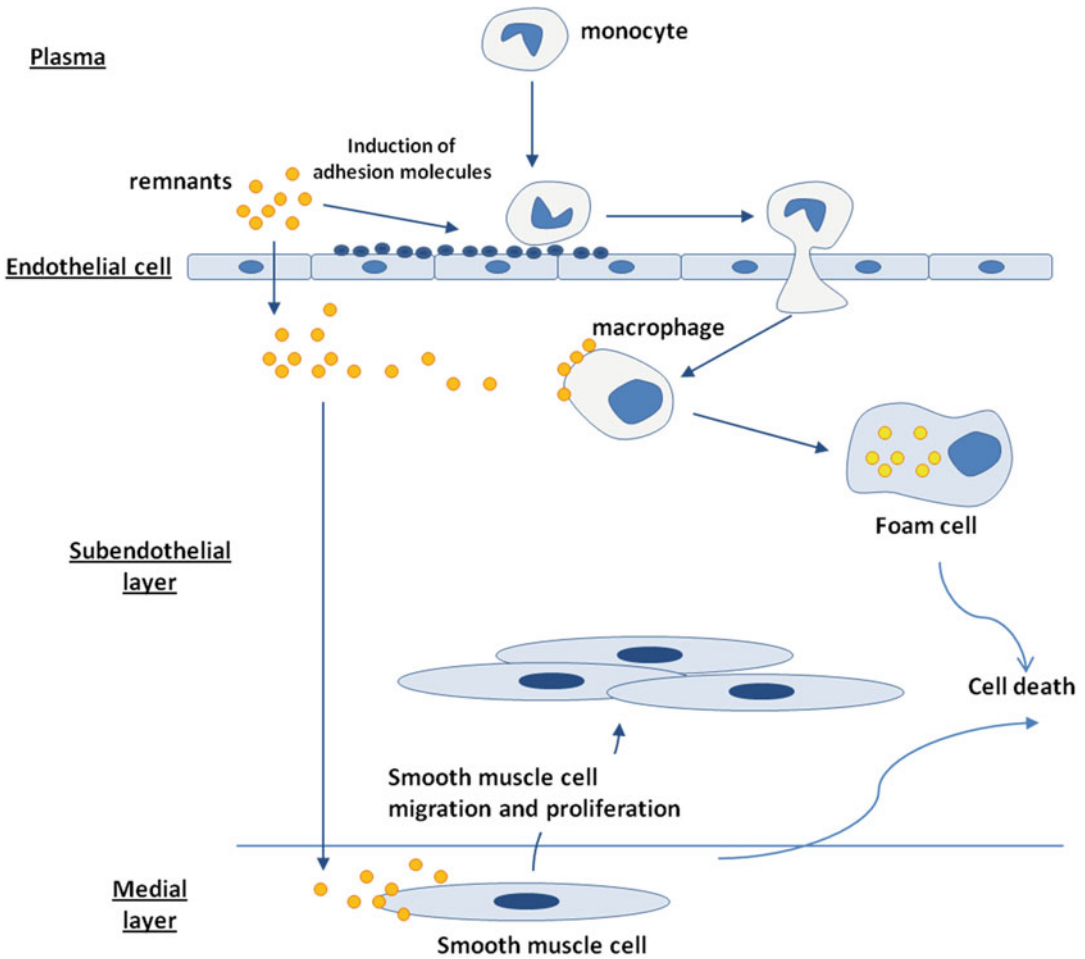 monocyte
Plasma
Induction of
adhesion molecules
remnants
Endothelial cell
macrophage
Foam cell
Subendothelial
layer
Cell death
Smooth muscle cell
migration and proliferation
Medial
layer
Smooth muscle cell